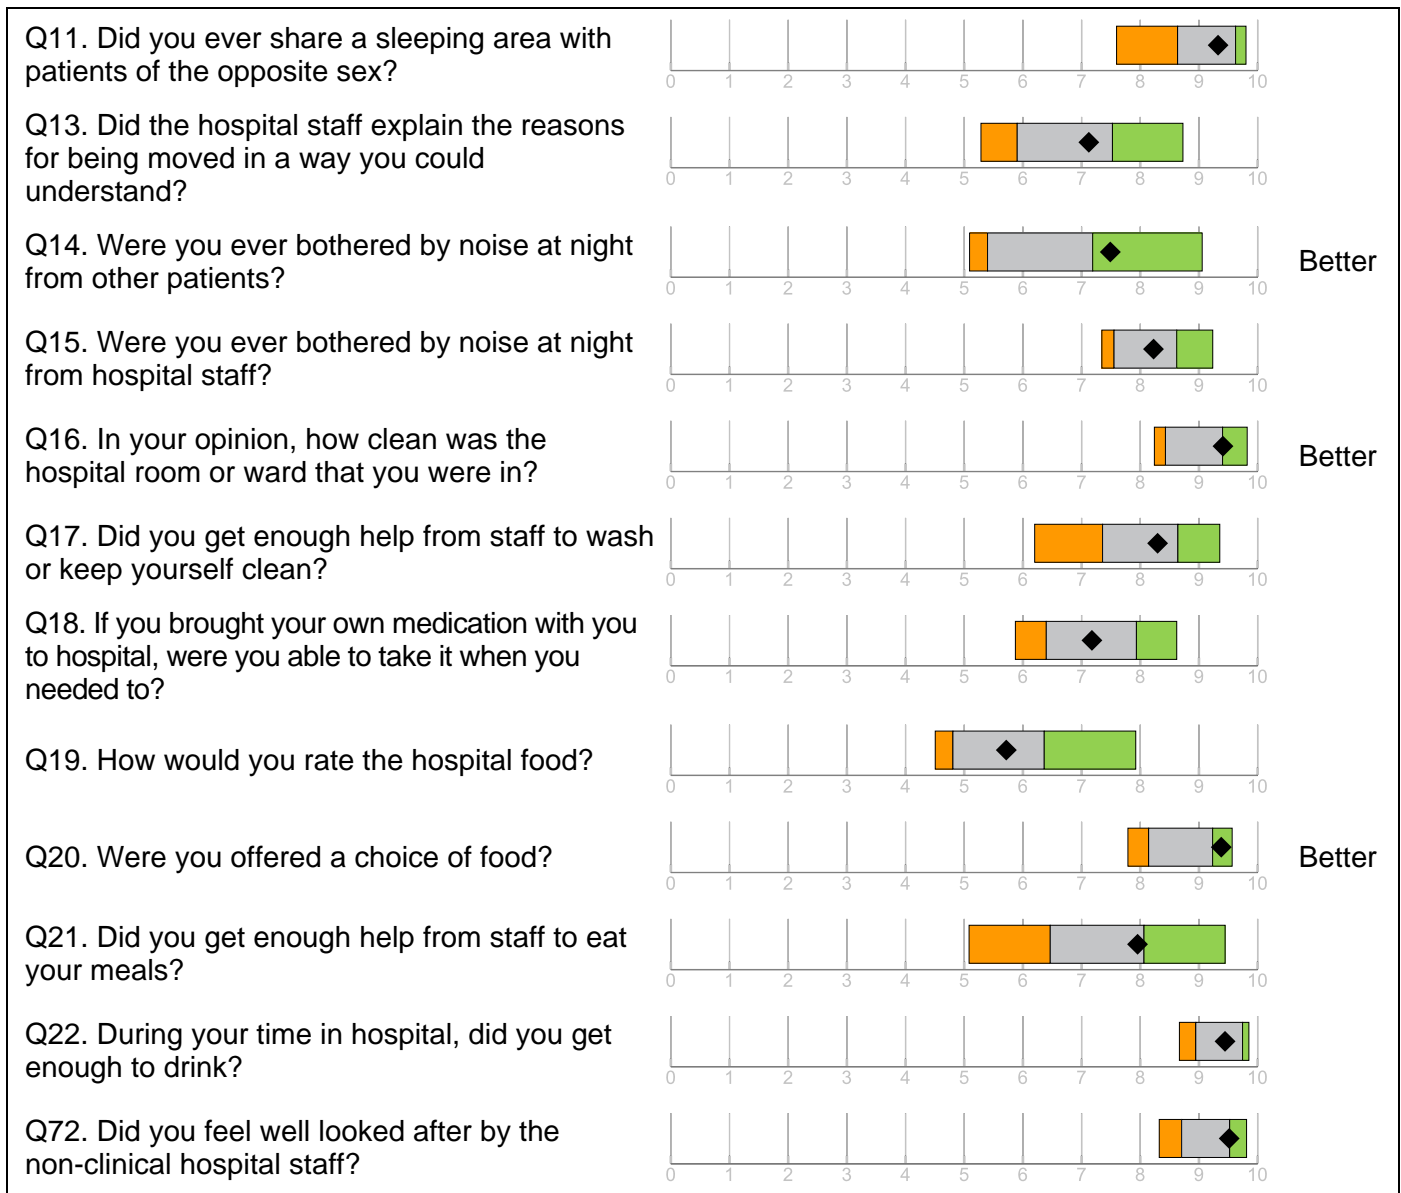 Q11. Did you ever share a sleeping area with
patients of the opposite sex?
0 1 2 3 4 5 6 7 8 9 10
Q13. Did the hospital staff explain the reasons
for being moved in a way you could
understand?
0 1 2 3 4 5 6 7 8 9 10
Q14. Were you ever bothered by noise at night
from other patients?
Better
0 1 2 3 4 5 6 7 8 9 10
Q15. Were you ever bothered by noise at night
from hospital staff?
0 1 2 3 4 5 6 7 8 9 10
Q16. In your opinion, how clean was the
hospital room or ward that you were in?
Better
0 1 2 3 4 5 6 7 8 9 10
Q17. Did you get enough help from staff to wash
or keep yourself clean?
0 1 2 3 4 5 6 7 8 9 10
Q18. If you brought your own medication with you
to hospital, were you able to take it when you
needed to?
0 1 2 3 4 5 6 7 8 9 10
Q19. How would you rate the hospital food?
0 1 2 3 4 5 6 7 8 9 10
Q20. Were you offered a choice of food?
Better
0 1 2 3 4 5 6 7 8 9 10
Q21. Did you get enough help from staff to eat
your meals?
0 1 2 3 4 5 6 7 8 9 10
Q22. During your time in hospital, did you get
enough to drink?
0 1 2 3 4 5 6 7 8 9 10
Q72. Did you feel well looked after by the
non-clinical hospital staff?
0 1 2 3 4 5 6 7 8 9 10